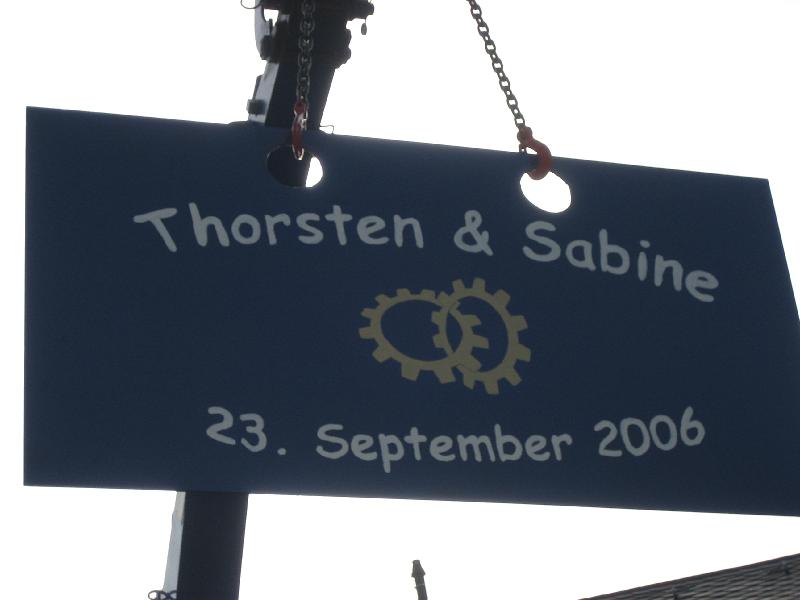 Thorsten & Sabine
23. September 2006